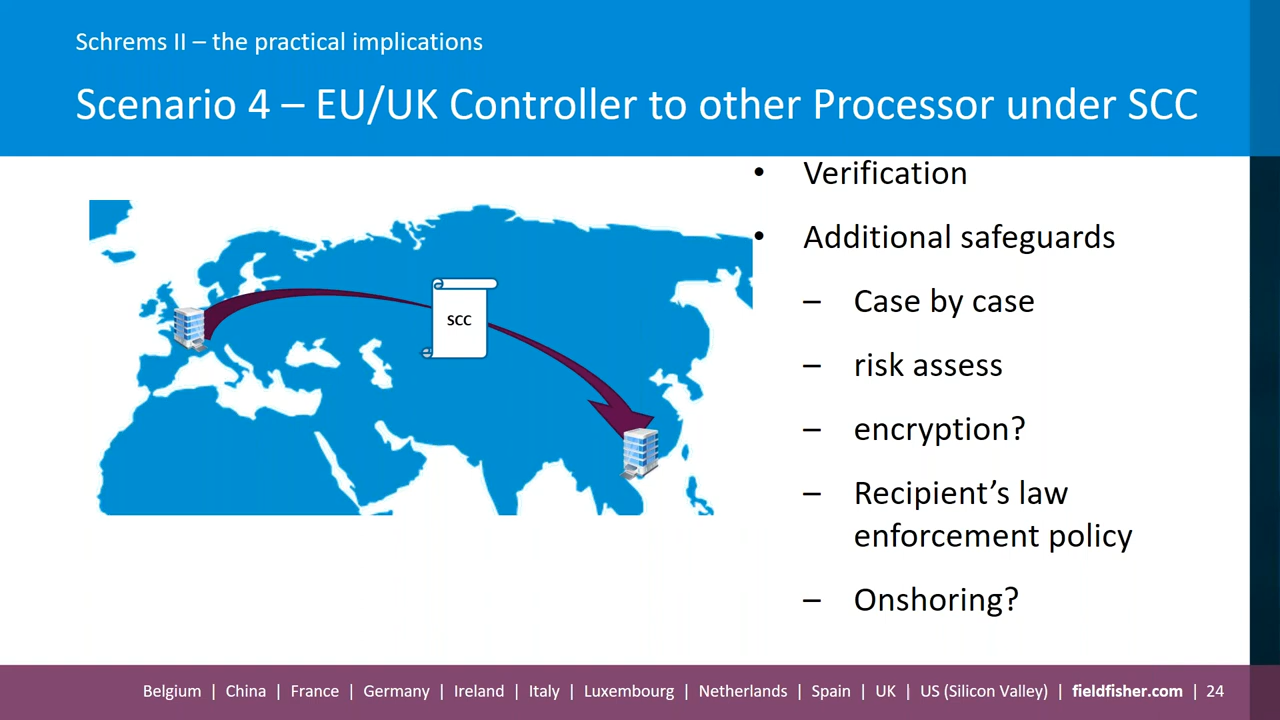 Schrems II – the practical implications
Scenario 4 – EU/UK Controller to other Processor under SCC
• Verification
• Additional safeguards
– Case by case
– risk assess
– encryption?
– Recipient’s law
enforcement policy
– Onshoring?
SCC
Belgium | China | France | Germany | Ireland | Italy | Luxembourg | Netherlands | Spain | UK | US (Silicon Valley) | fieldfisher.com | 24